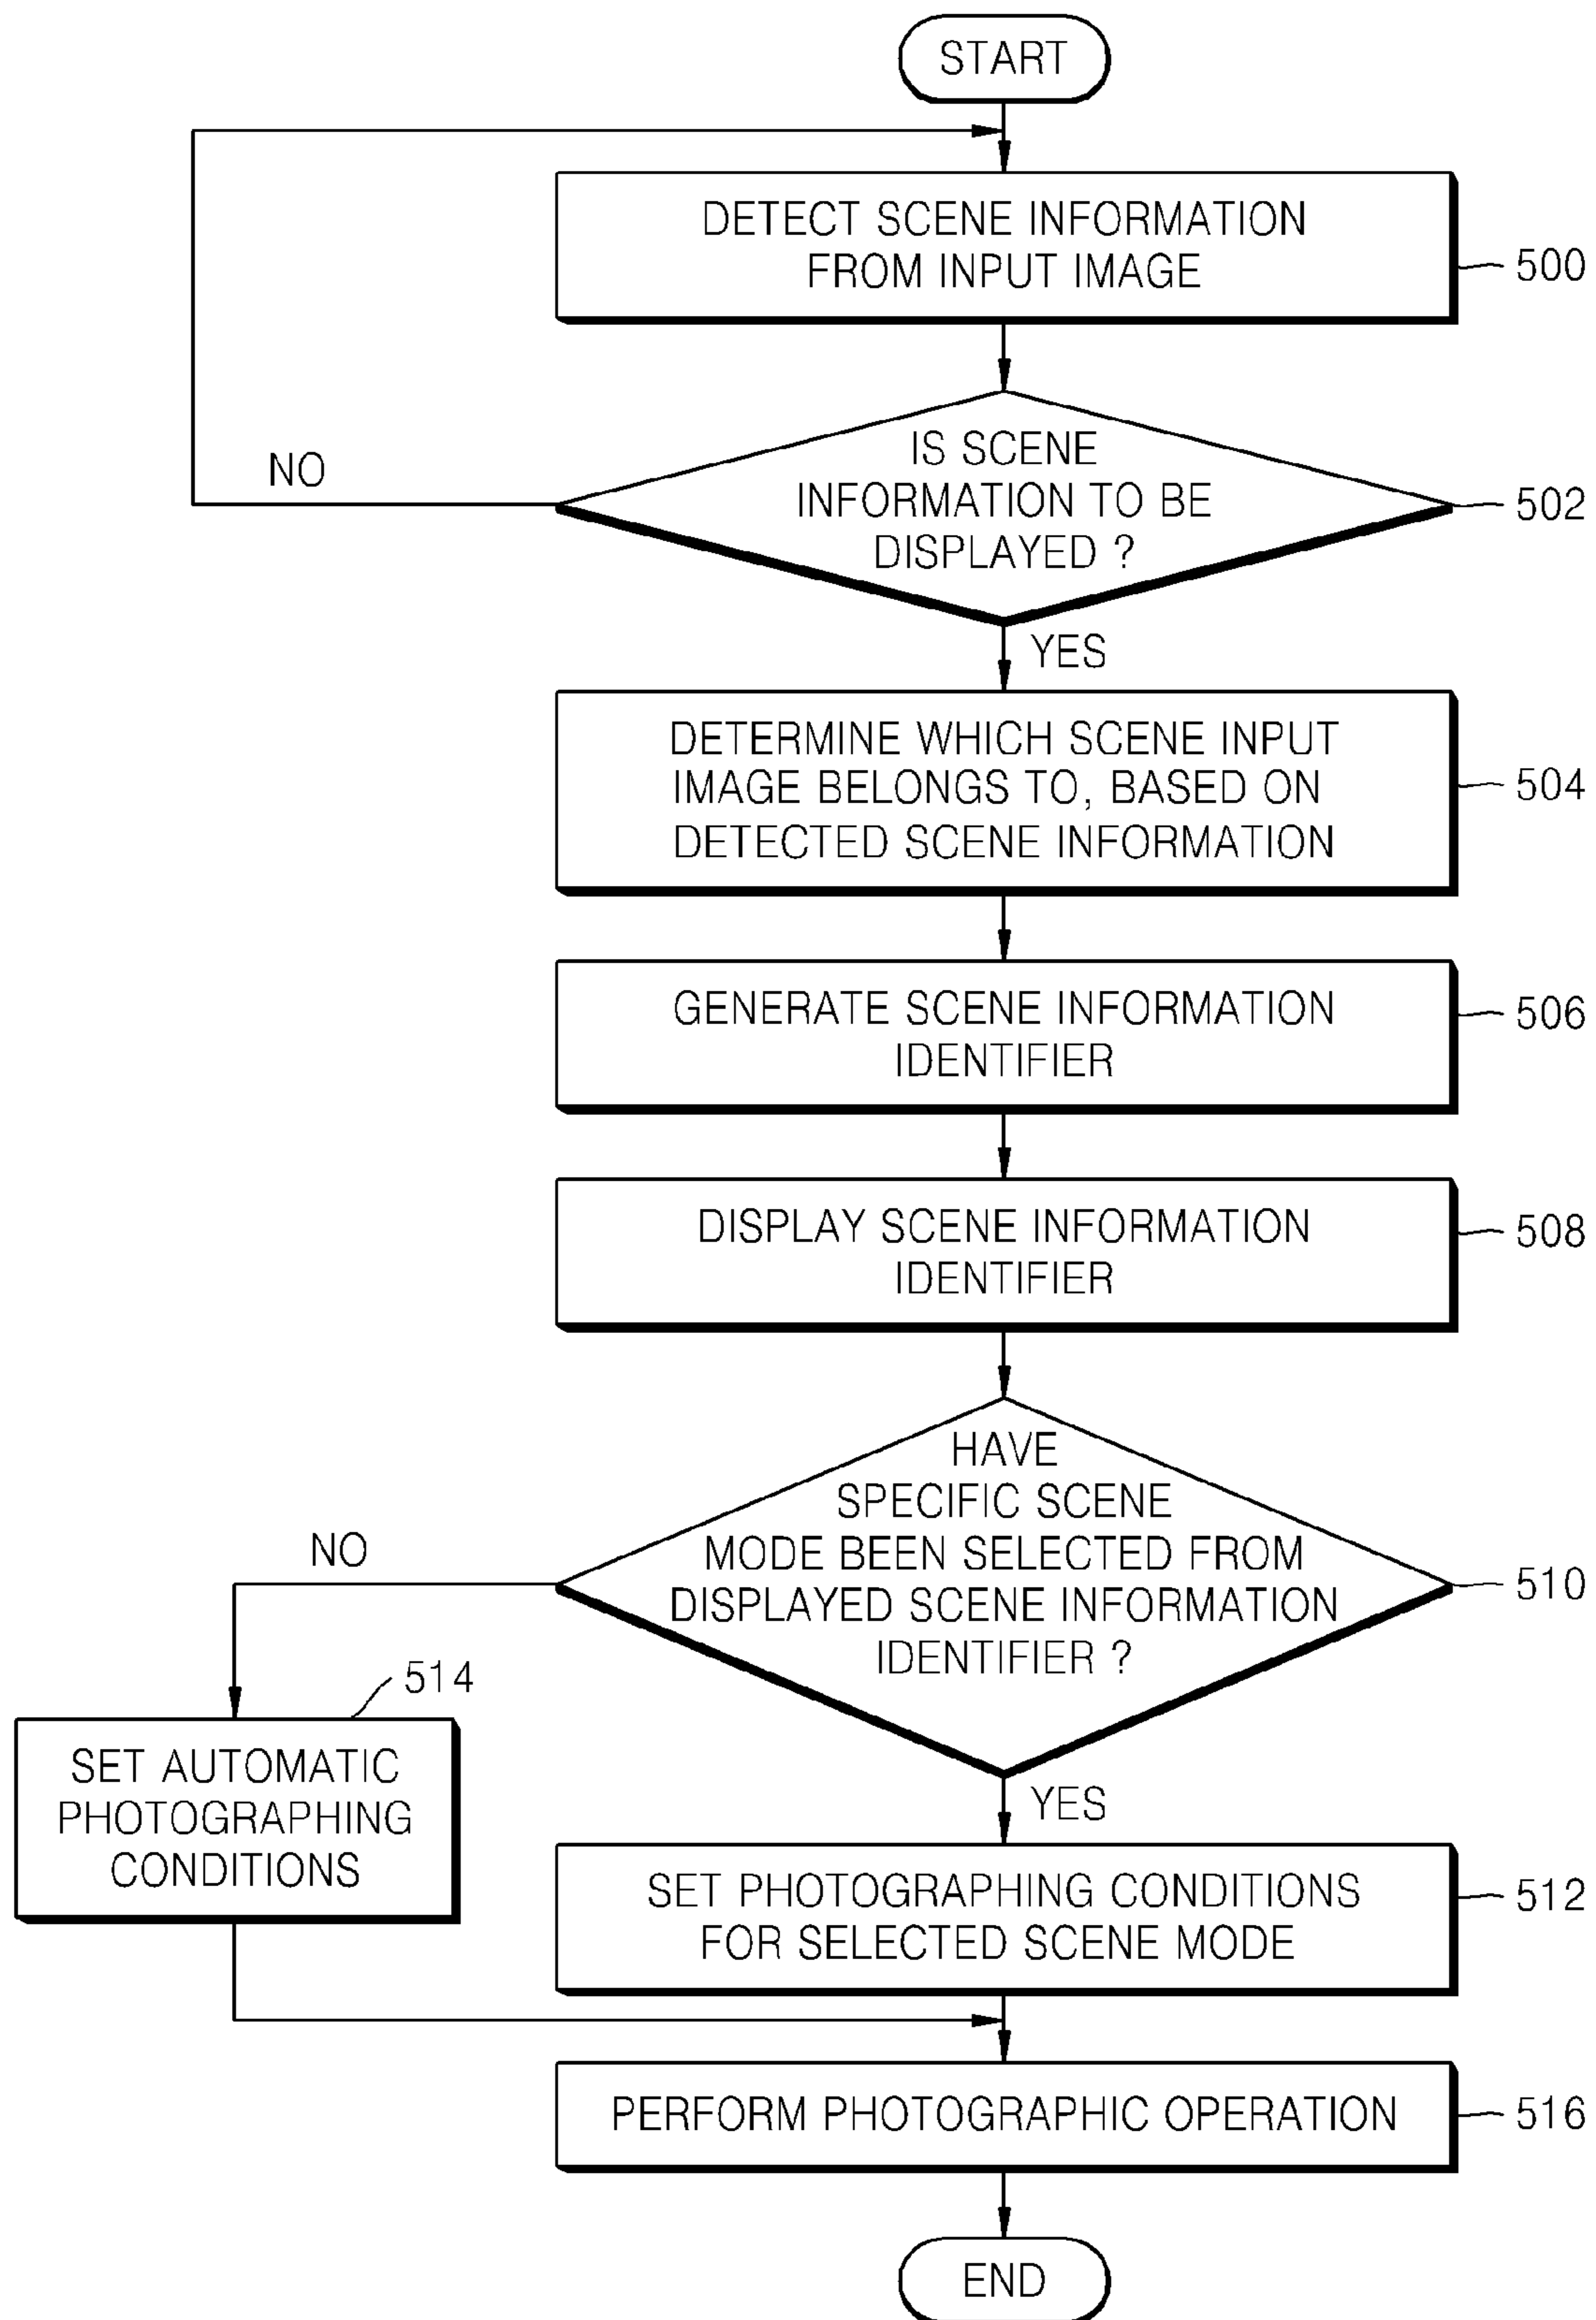 START
DETECT SCENE INFORMATION
FROM INPUT IMAGE
500
IS SCENE
INFORMATION TO BE
DISPLAYED ?
502
NO
YES
DETERMINE WHICH SCENE INPUT
IMAGE BELONGS TO, BASED ON
DETECTED SCENE INFORMATION
504
GENERATE SCENE INFORMATION
IDENTIFIER
506
DISPLAY SCENE INFORMATION
IDENTIFIER
508
HAVE
SPECIFIC SCENE
MODE BEEN SELECTED FROM
DISPLAYED SCENE INFORMATION
IDENTIFIER ?
510
NO
514
SET AUTOMATIC
PHOTOGRAPHING
CONDITIONS
YES
SET PHOTOGRAPHING CONDITIONS
FOR SELECTED SCENE MODE
512
PERFORM PHOTOGRAPHIC OPERATION
516
END